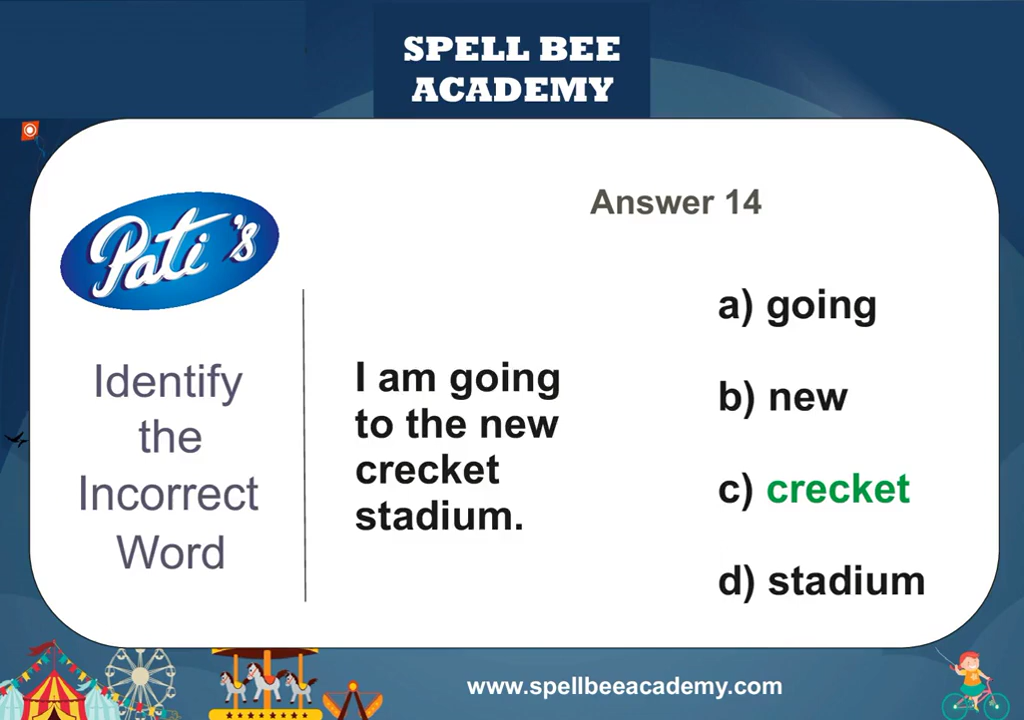 SPELL BEE
ACADEMY
Pati's
Answer 14
Identify
the
Incorrect
Word
I am going
to the new
crecket
stadium.
a) going
b) new
c) crecket
d) stadium
www.spellbeeacademy.com